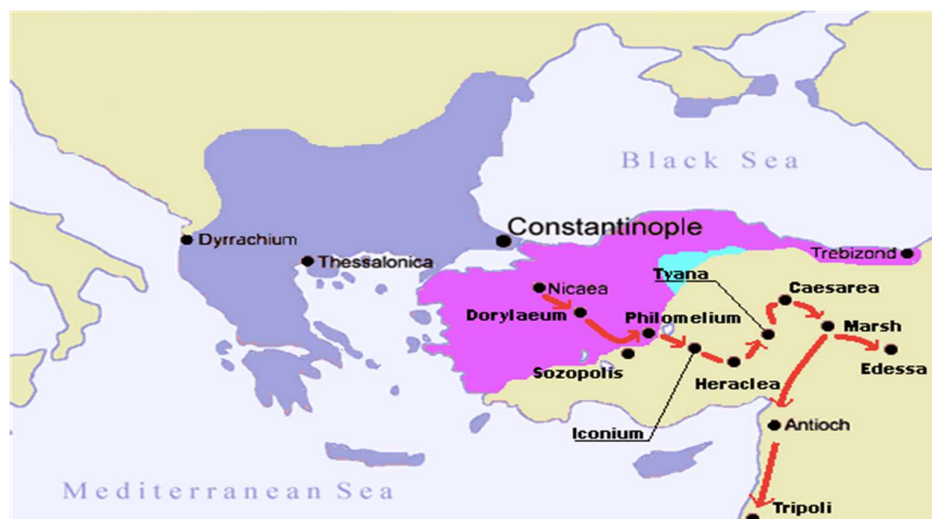 Black Sea
Constantinople
Dyrrachium
Thessalonica
Trebizond
Tyana
Nicaea
Caesarea
Dorylaeum
Philomelium
Marsh
Sozopolis
Heraclea
Edessa
Iconium
Antioch
Mediterranean Sea
Tripoli